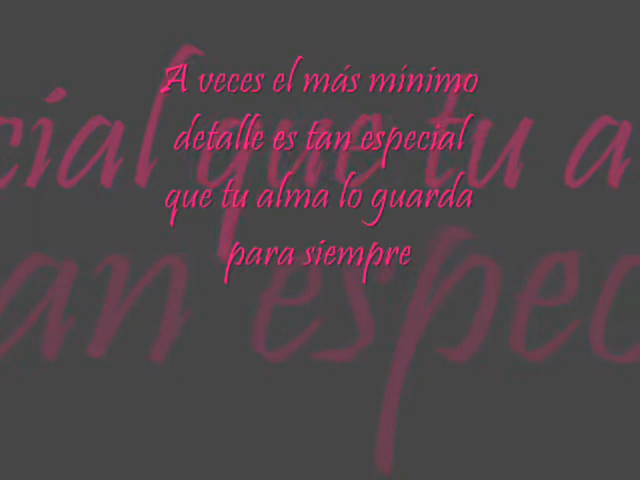 A veces el más mínimo
detalle es tan especial
que tu alma lo guarda
para siempre
cial que tu a
an espec